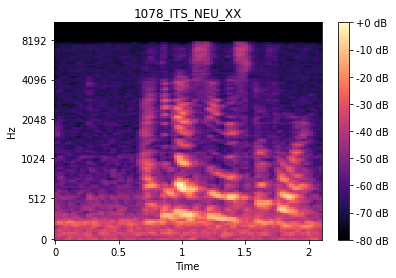 1078_ITS_NEU_XX
+0 dB
8192
-10 dB
-20 dB
4096
-30 dB
2048
-40 dB
Hz
1024
-50 dB
-60 dB
512
-70 dB
0
-80 dB
0 0.5 1 1.5 2
Time